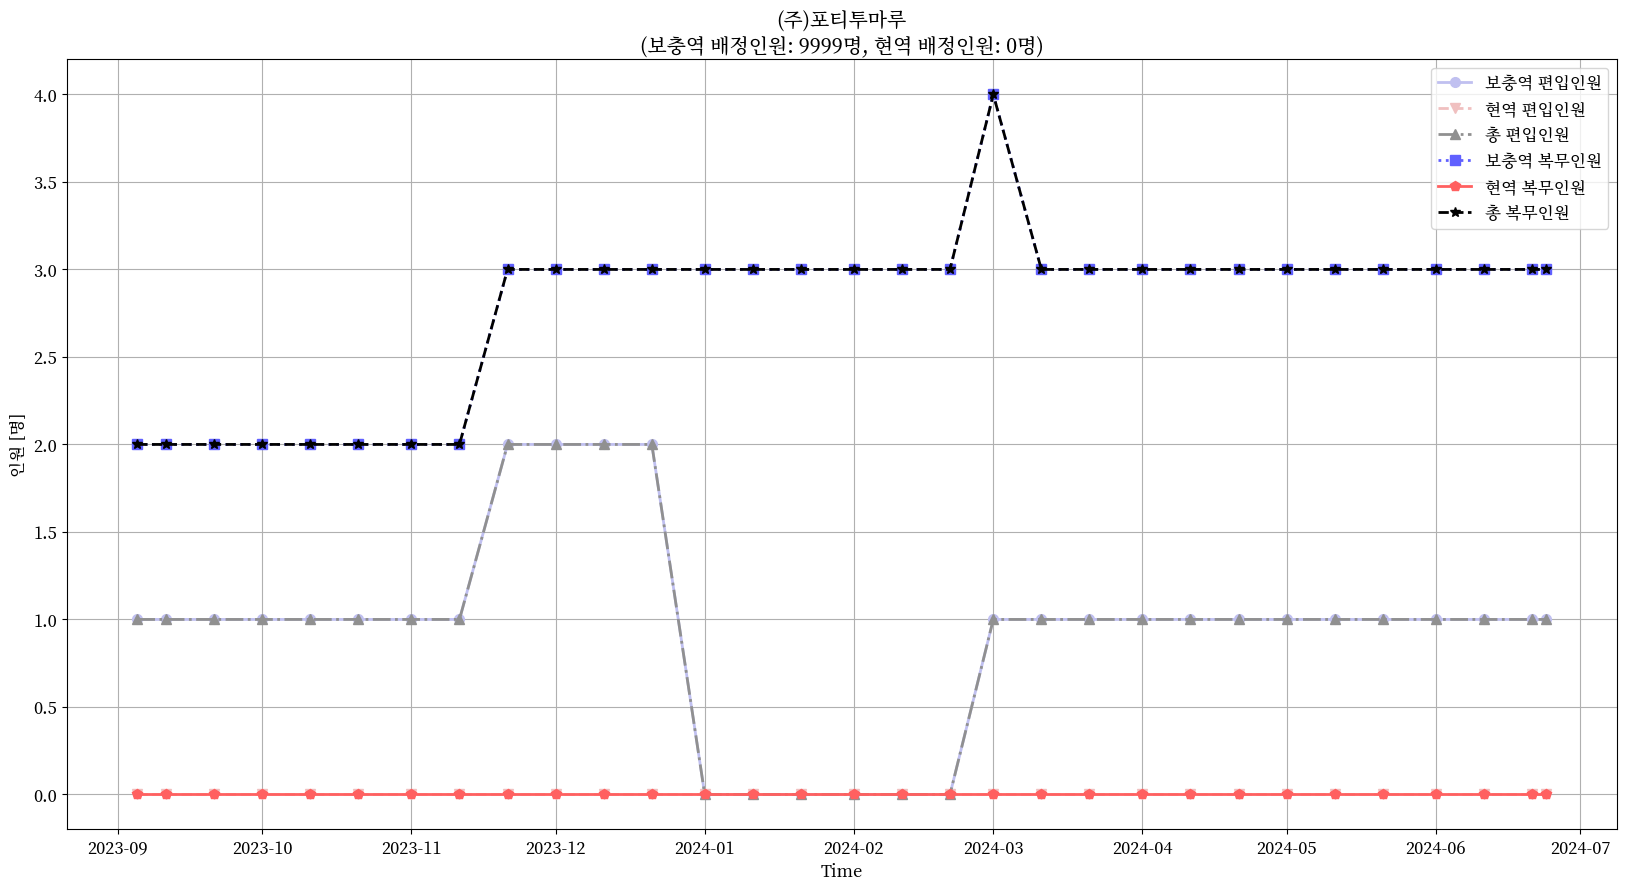 (주)포티투마루
(보충역 배정인원: 9999명, 현역 배정인원: 0명)
보충역 편입인원
현역 편입인원
총 편입인원
보충역 복무인원
현역 복무인원
총 복무인원
인원 [명]
4.0
3.5
3.0
2.5
2.0
1.5
1.0
0.5
0.0
2023-09 2023-10 2023-11 2023-12 2024-01 2024-02 2024-03 2024-04 2024-05 2024-06 2024-07
Time